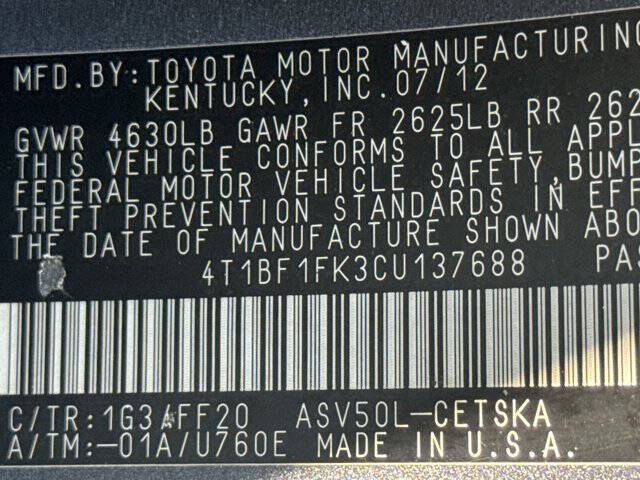 MFD. BY: TOYOTA MOTOR MANUFACTURING
KENTUCKY, INC. 07/12
GVWR 4630LB GAWR FR 2625LB RR 262
THIS VEHICLE CONFORMS TO ALL APPL
FEDERAL MOTOR VEHICLE SAFETY, BUMP
THEFT PREVENTION STANDARDS IN EFF
THE DATE OF MANUFACTURE SHOWN ABO
4T1BF1FK3CU137688 PAS
C/TR: 1G3/FF20 ASV50L-CETSKA
A/TM: -01A/U760E MADE IN U.S.A.